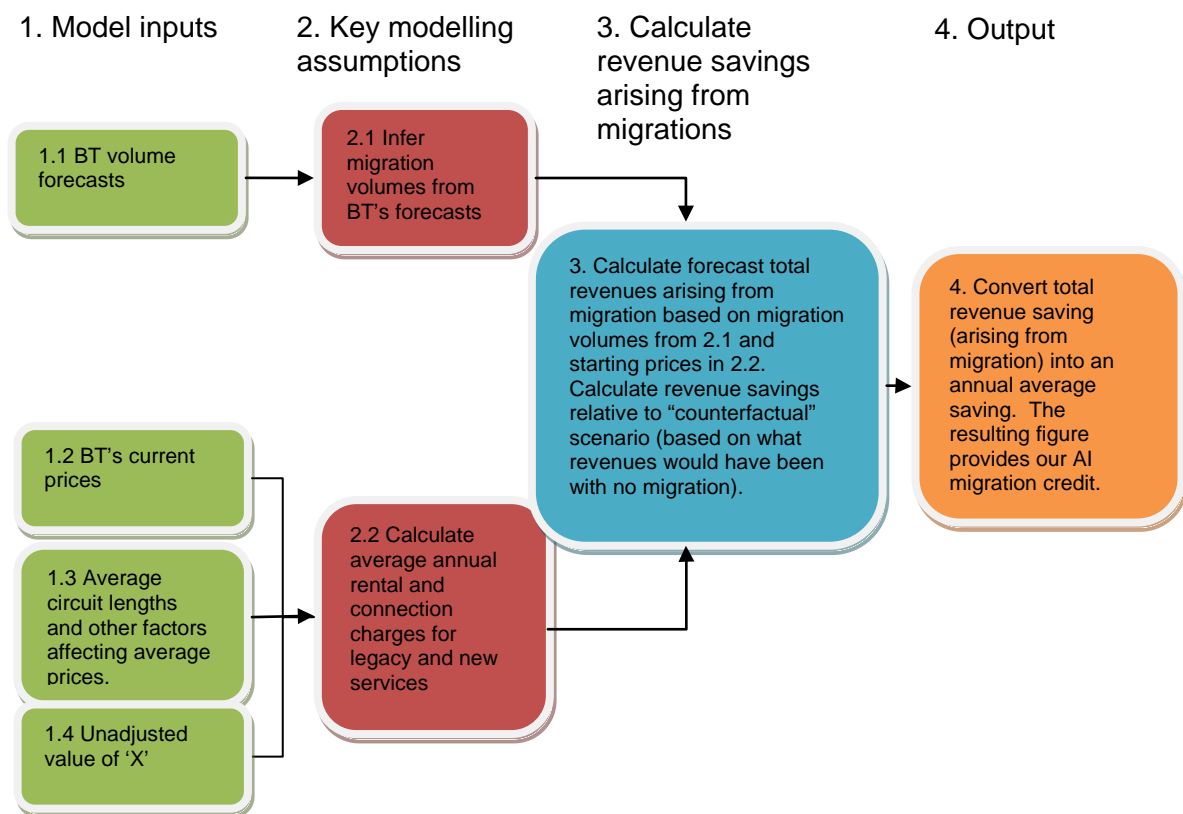 1. Model inputs
2. Key modelling
assumptions
3. Calculate
revenue savings
arising from
migrations
4. Output
1.1 BT volume
forecasts
2.1 Infer
migration
volumes from
BT's forecasts
1.2 BT's current
prices
1.3 Average
circuit lengths
and other factors
affecting average
prices.
1.4 Unadjusted
value of ‘X’
2.2 Calculate
average annual
rental and
connection
charges for
legacy and new
services
3. Calculate forecast total
revenues arising from
migration based on migration
volumes from 2.1 and
starting prices in 2.2.
Calculate revenue savings
relative to “counterfactual”
scenario (based on what
revenues would have been
with no migration).
4. Convert total
revenue saving
(arising from
migration) into an
annual average
saving. The
resulting figure
provides our AI
migration credit.